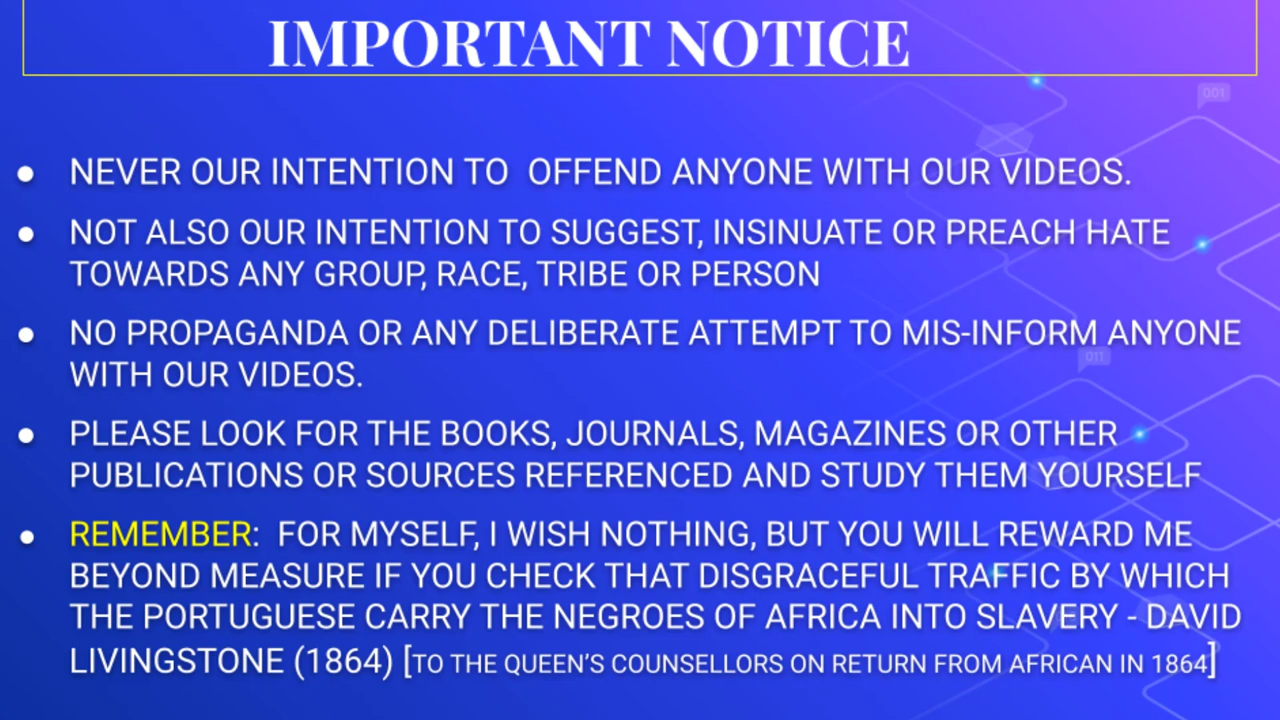 IMPORTANT NOTICE
001
● NEVER OUR INTENTION TO OFFEND ANYONE WITH OUR VIDEOS.
● NOT ALSO OUR INTENTION TO SUGGEST, INSINUATE OR PREACH HATE
TOWARDS ANY GROUP, RACE, TRIBE OR PERSON
● NO PROPAGANDA OR ANY DELIBERATE ATTEMPT TO MIS-INFORM ANYONE
011
WITH OUR VIDEOS.
● PLEASE LOOK FOR THE BOOKS, JOURNALS, MAGAZINES OR OTHER
PUBLICATIONS OR SOURCES REFERENCED AND STUDY THEM YOURSELF
● REMEMBER: FOR MYSELF, I WISH NOTHING, BUT YOU WILL REWARD ME
BEYOND MEASURE IF YOU CHECK THAT DISGRACEFUL TRAFFIC BY WHICH
THE PORTUGUESE CARRY THE NEGROES OF AFRICA INTO SLAVERY - DAVID
LIVINGSTONE (1864) [TO THE QUEEN'S COUNSELLORS ON RETURN FROM AFRICAN IN 1864]